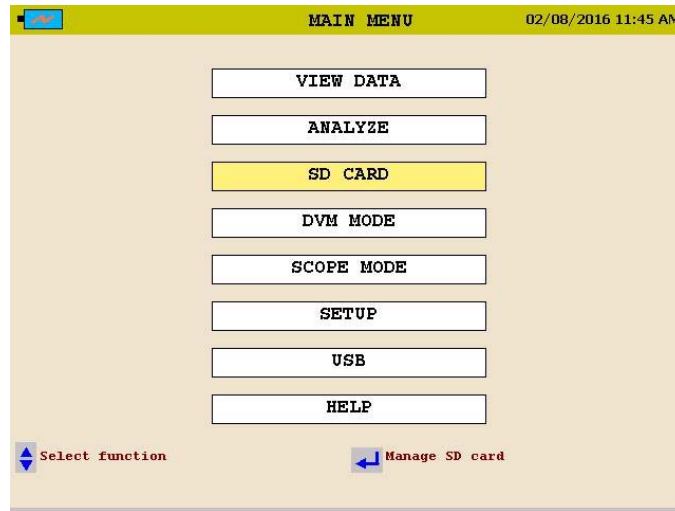 MAIN MENU 02/08/2016 11:45 AM
VIEW DATA
ANALYZE
SD CARD
DVM MODE
SCOPE MODE
SETUP
USB
HELP
Select function Manage SD card